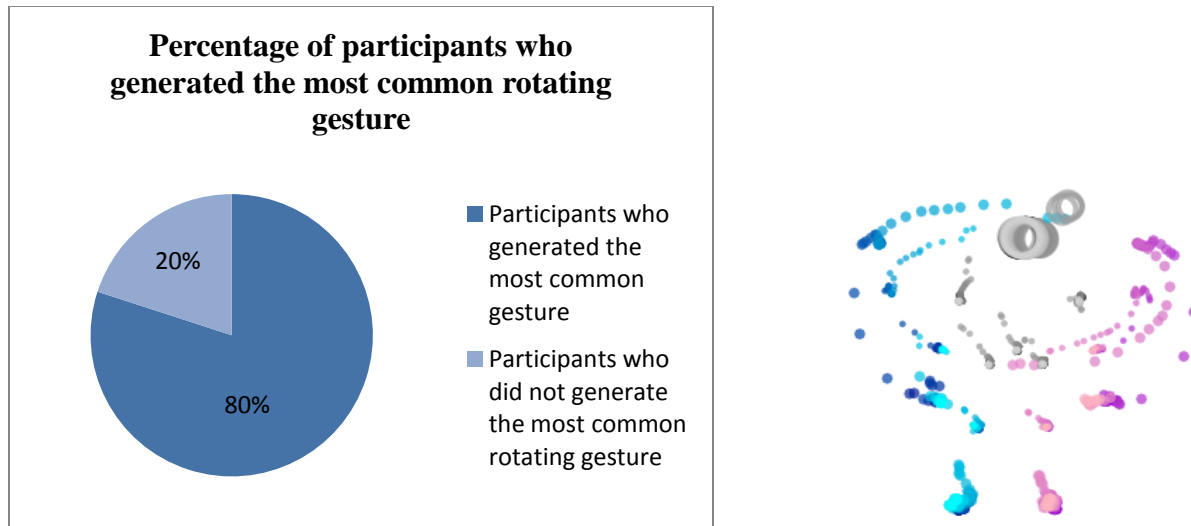 Percentage of participants who
generated the most common rotating
gesture
20%
80%
Participants who
generated the
most common
gesture
Participants who
did not generate
the most common
rotating gesture